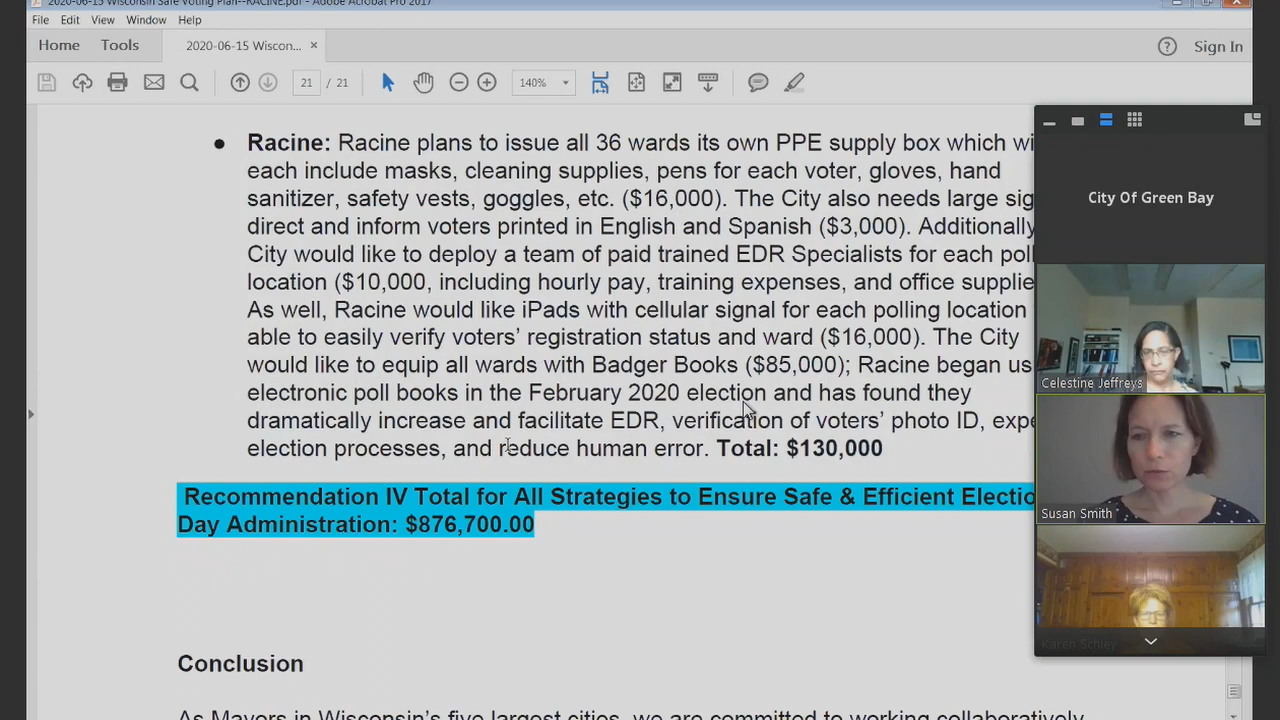 2020-06-15 Wisconsin Safe Voting Plan--RACINE.pdf - Adobe Acrobat Pro 2017
File Edit View Window Help
Home Tools 2020-06-15 Wiscon... × Sign In
21 / 21 140%
● Racine: Racine plans to issue all 36 wards its own PPE supply box which wi
each include masks, cleaning supplies, pens for each voter, gloves, hand
sanitizer, safety vests, goggles, etc. ($16,000). The City also needs large sig
direct and inform voters printed in English and Spanish ($3,000). Additionally
City would like to deploy a team of paid trained EDR Specialists for each poll
location ($10,000, including hourly pay, training expenses, and office supplie
As well, Racine would like iPads with cellular signal for each polling location
able to easily verify voters’ registration status and ward ($16,000). The City
would like to equip all wards with Badger Books ($85,000); Racine began us
electronic poll books in the February 2020 election and has found they
dramatically increase and facilitate EDR, verification of voters’ photo ID, expe
election processes, and reduce human error. Total: $130,000
Recommendation IV Total for All Strategies to Ensure Safe & Efficient Electio
Day Administration: $876,700.00
Conclusion
As Mayors in Wisconsin’s five largest cities, we are committed to working collaboratively
City Of Green Bay
Celestine Jeffreys
Susan Smith
Karen Schley